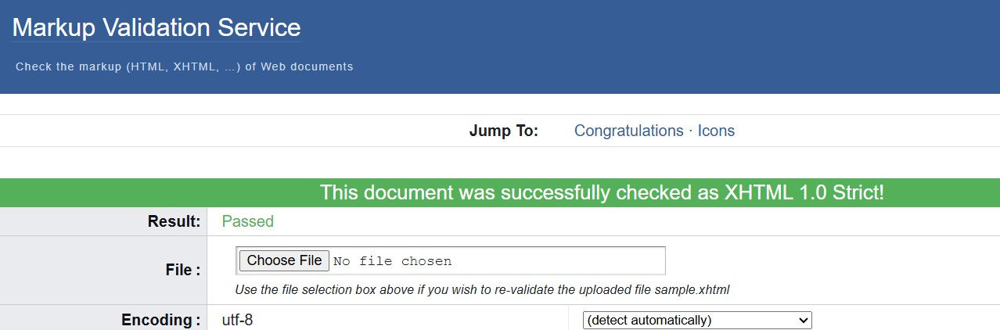 Markup Validation Service
Check the markup (HTML, XHTML, …) of Web documents
Jump To: Congratulations · Icons
This document was successfully checked as XHTML 1.0 Strict!
Result: Passed
File : Choose File No file chosen
Use the file selection box above if you wish to re-validate the uploaded file sample.xhtml
Encoding : utf-8 (detect automatically)